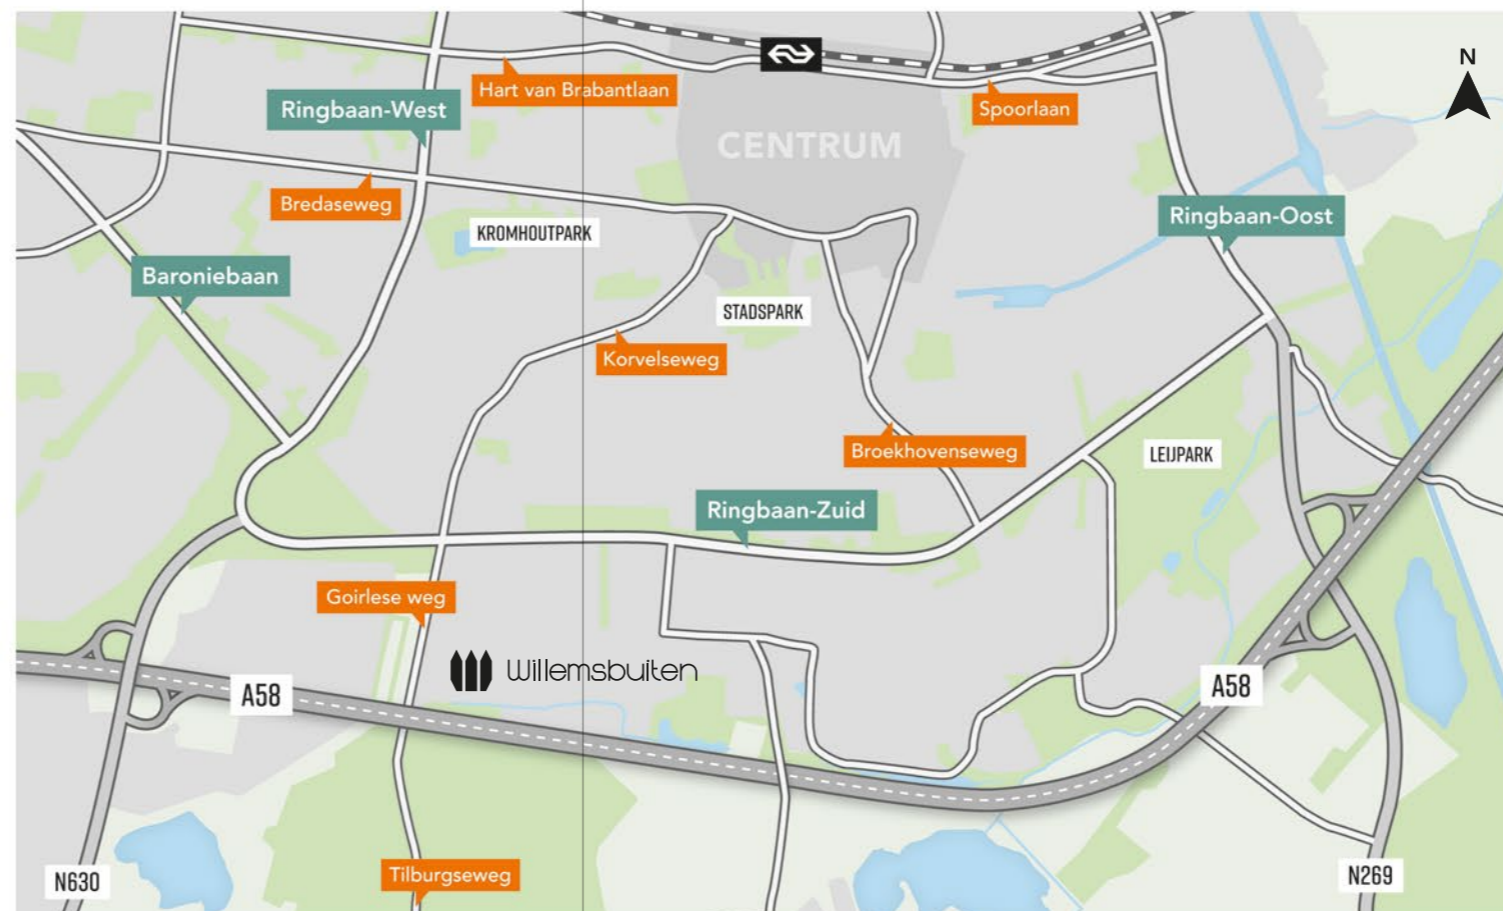 N
Hart van Brabantlaan
Ringbaan-West
Spoorlaan
CENTRUM
Bredaseweg
Ringbaan-Oost
KROMHOUTPARK
Baroniebaan
STADSPARK
Korvelseweg
Broekhovenseweg
LEIJPARK
Ringbaan-Zuid
Goirlese weg
Willemsbuiten
A58
A58
Tilburgseweg
N630
N269